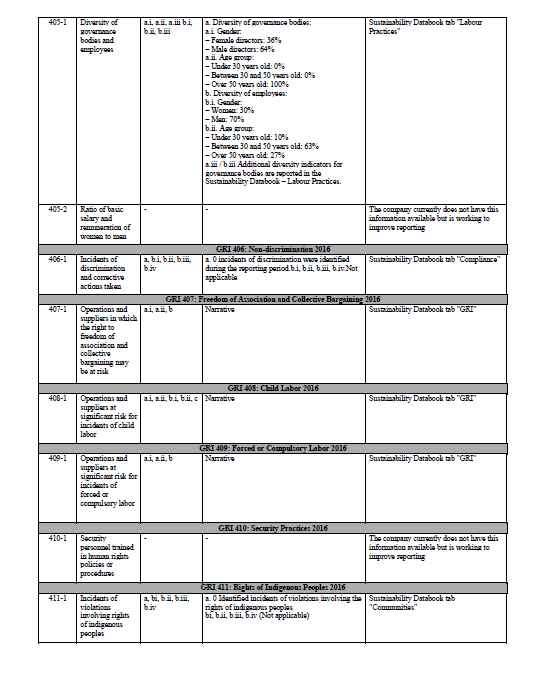 405-1
Diversity of
governance
bodies and
employees
a.i, a.ii, a.iii b.i,
b.ii, b.iii
a. Diversity of governance bodies:
a.i. Gender:
– Female directors: 36%
– Male directors: 64%
a.ii. Age group:
– Under 30 years old: 0%
– Between 30 and 50 years old: 0%
– Over 50 years old: 100%
b. Diversity of employees:
b.i. Gender:
– Women: 30%
– Men: 70%
b.ii. Age group:
– Under 30 years old: 10%
– Between 30 and 50 years old: 63%
– Over 50 years old: 27%
a.iii / b.iii Additional diversity indicators for
governance bodies are reported in the
Sustainability Databook – Labour Practices.
Sustainability Databook tab "Labour
Practices"
405-2
Ratio of basic
salary and
remuneration of
women to men
-
-
The company currently does not have this
information available but is working to
improve reporting
GRI 406: Non-discrimination 2016
406-1
Incidents of
discrimination
and corrective
actions taken
a, b.i, b.ii, b.iii,
b.iv
a. 0 incidents of discrimination were identified
during the reporting period.b.i, b.ii, b.iii, b.iv.Not
applicable
Sustainability Databook tab "Compliance"
GRI 407: Freedom of Association and Collective Bargaining 2016
407-1
Operations and
suppliers in which
the right to
freedom of
association and
collective
bargaining may
be at risk
a.i, a.ii, b
Narrative
Sustainability Databook tab "GRI"
GRI 408: Child Labor 2016
408-1
Operations and
suppliers at
significant risk for
incidents of child
labor
a.i, a.ii, b.i, b.ii, c
Narrative
Sustainability Databook tab "GRI"
GRI 409: Forced or Compulsory Labor 2016
409-1
Operations and
suppliers at
significant risk for
incidents of
forced or
compulsory labor
a.i, a.ii, b
Narrative
Sustainability Databook tab "GRI"
GRI 410: Security Practices 2016
410-1
Security
personnel trained
in human rights
policies or
procedures
-
-
The company currently does not have this
information available but is working to
improve reporting
GRI 411: Rights of Indigenous Peoples 2016
411-1
Incidents of
violations
involving rights
of indigenous
peoples
a, bi, b.ii, b.iii,
b.iv
a. 0 Identified incidents of violations involving the
rights of indigenous peoples
bi, b.ii, b.iii, b.iv (Not applicable)
Sustainability Databook tab
"Communities"